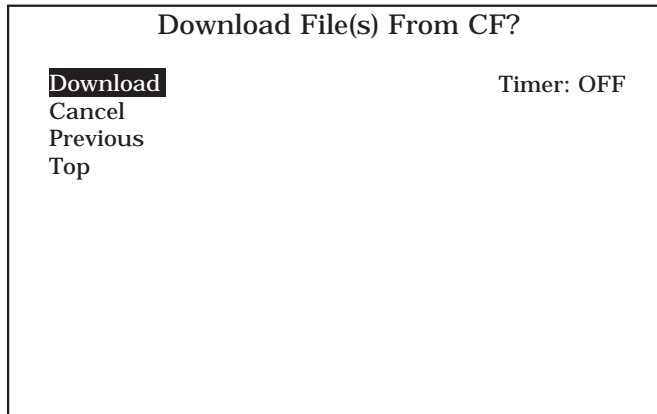 Download File(s) From CF?
Download Timer: OFF
Cancel
Previous
Top